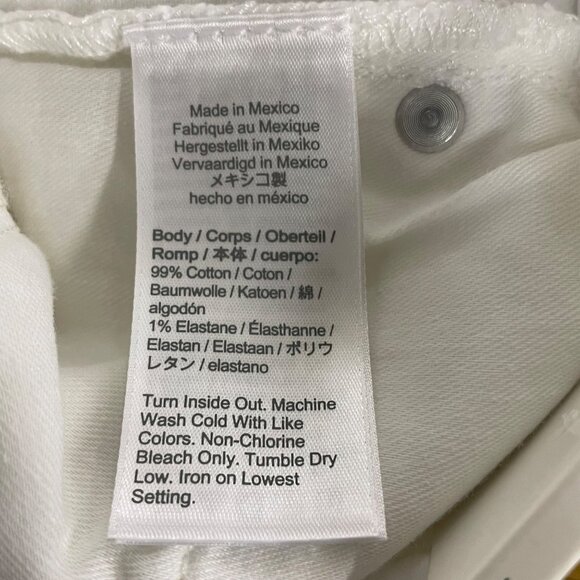 Made in Mexico
Fabriqué au Mexique
Hergestellt in Mexiko
Vervaardigd in Mexico
メキシコ製
hecho en méxico
Body / Corps / Oberteil /
Romp / 本体 / cuerpo:
99% Cotton / Coton /
Baumwolle / Katoen / 綿 /
algodón
1% Elastane / Élasthanne /
Elastan / Elastaan / ポリウ
レタン / elastano
Turn Inside Out. Machine
Wash Cold With Like
Colors. Non-Chlorine
Bleach Only. Tumble Dry
Low. Iron on Lowest
Setting.